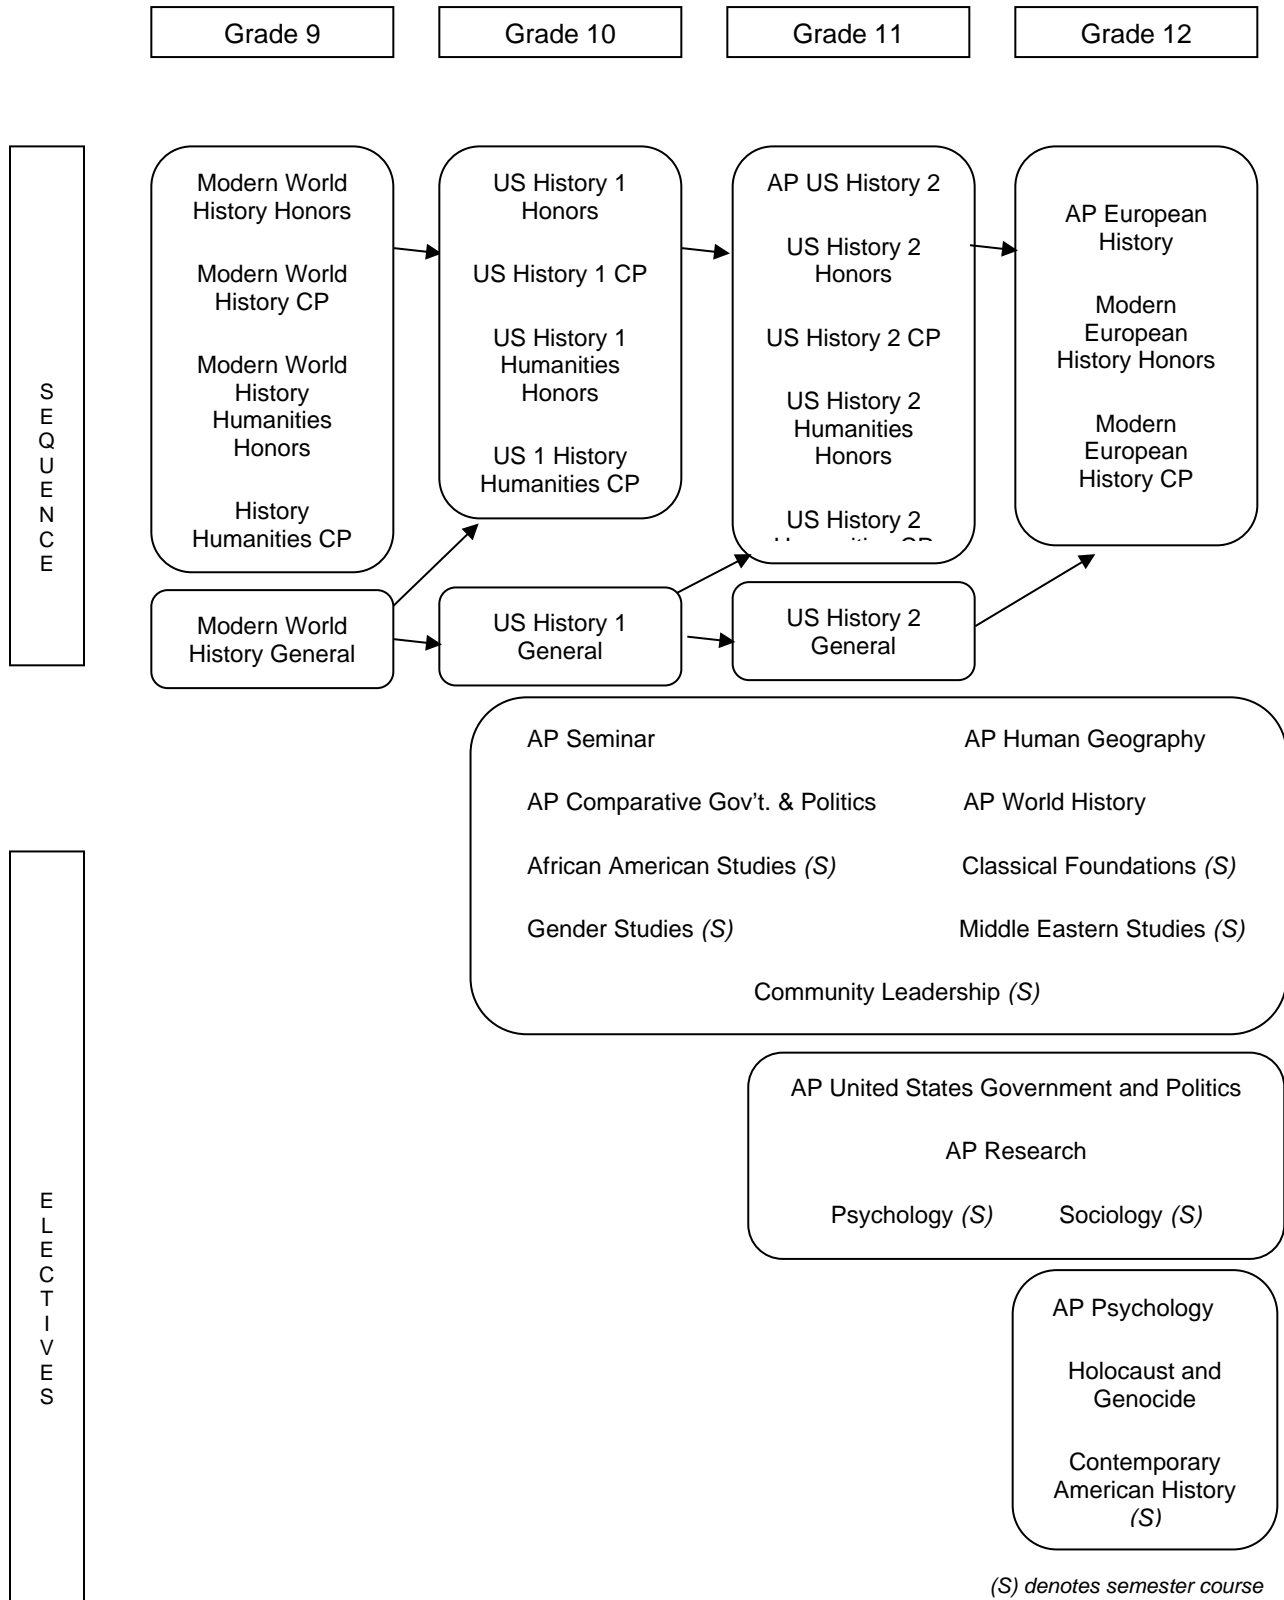 Grade 9
Grade 10
Grade 11
Grade 12
SEQUENCE
Modern World
History Honors
Modern World
History CP
Modern World
History
Humanities
Honors
History
Humanities CP
US History 1
Honors
US History 1 CP
US History 1
Humanities
Honors
US 1 History
Humanities CP
AP US History 2
US History 2
Honors
US History 2 CP
US History 2
Humanities
Honors
US History 2
AP European
History
Modern
European
History Honors
Modern
European
History CP
Modern World
History General
US History 1
General
US History 2
General
ELECTIVES
AP Seminar
AP Human Geography
AP Comparative Gov't. & Politics
AP World History
African American Studies (S)
Classical Foundations (S)
Gender Studies (S)
Middle Eastern Studies (S)
Community Leadership (S)
AP United States Government and Politics
AP Research
Psychology (S)
Sociology (S)
AP Psychology
Holocaust and
Genocide
Contemporary
American History
(S)
(S) denotes semester course